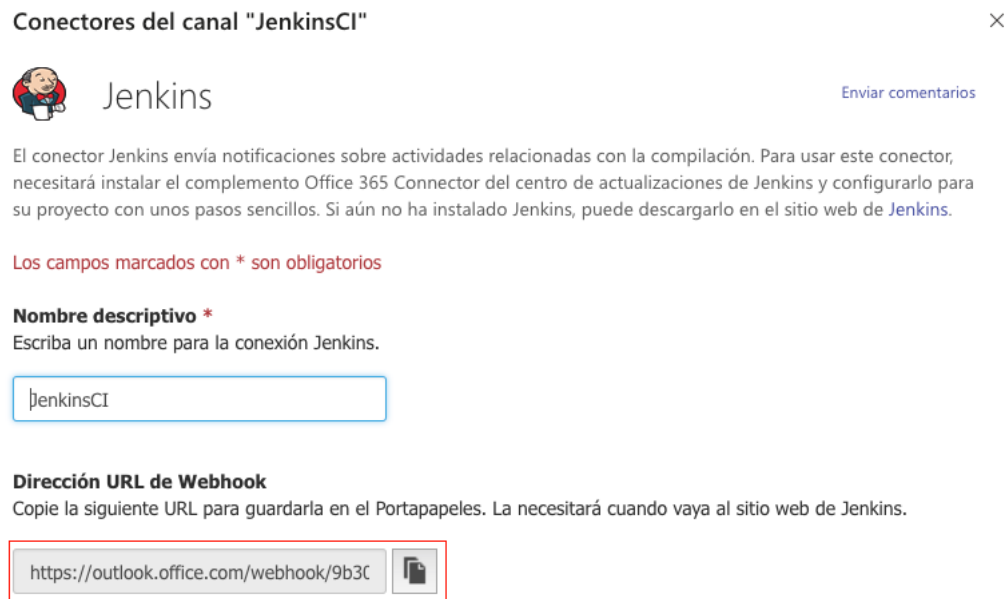 Conectores del canal "JenkinsCI"
Jenkins
Enviar comentarios
El conector Jenkins envía notificaciones sobre actividades relacionadas con la compilación. Para usar este conector,
necesitará instalar el complemento Office 365 Connector del centro de actualizaciones de Jenkins y configurarlo para
su proyecto con unos pasos sencillos. Si aún no ha instalado Jenkins, puede descargarlo en el sitio web de Jenkins.
Los campos marcados con * son obligatorios
Nombre descriptivo *
Escriba un nombre para la conexión Jenkins.
JenkinsCI
Dirección URL de Webhook
Copie la siguiente URL para guardarla en el Portapapeles. La necesitará cuando vaya al sitio web de Jenkins.
https://outlook.office.com/webhook/9b30